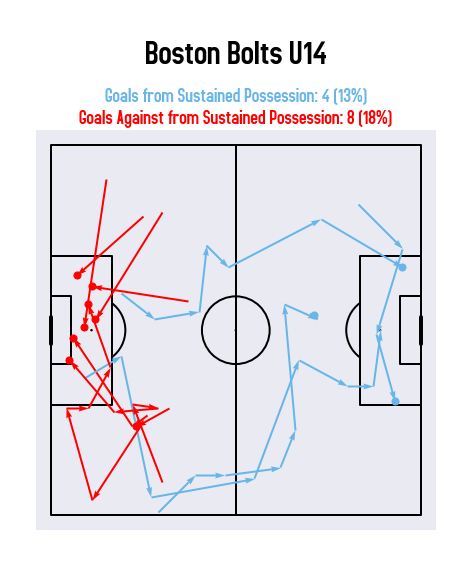 Boston Bolts U14
Goals from Sustained Possession: 4 (13%)
Goals Against from Sustained Possession: 8 (18%)